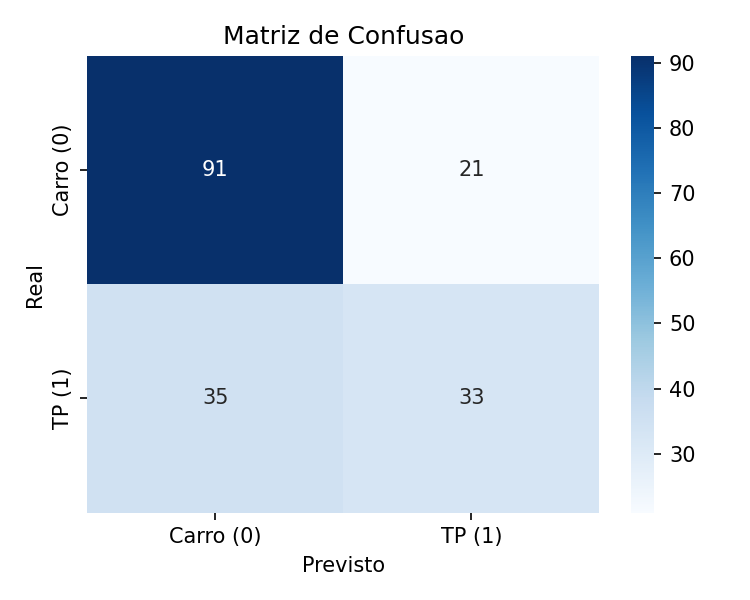 Matriz de Confusao
Real
Carro (0)
91
21
TP (1)
35
33
Carro (0)
TP (1)
Previsto
90
80
70
60
50
40
30